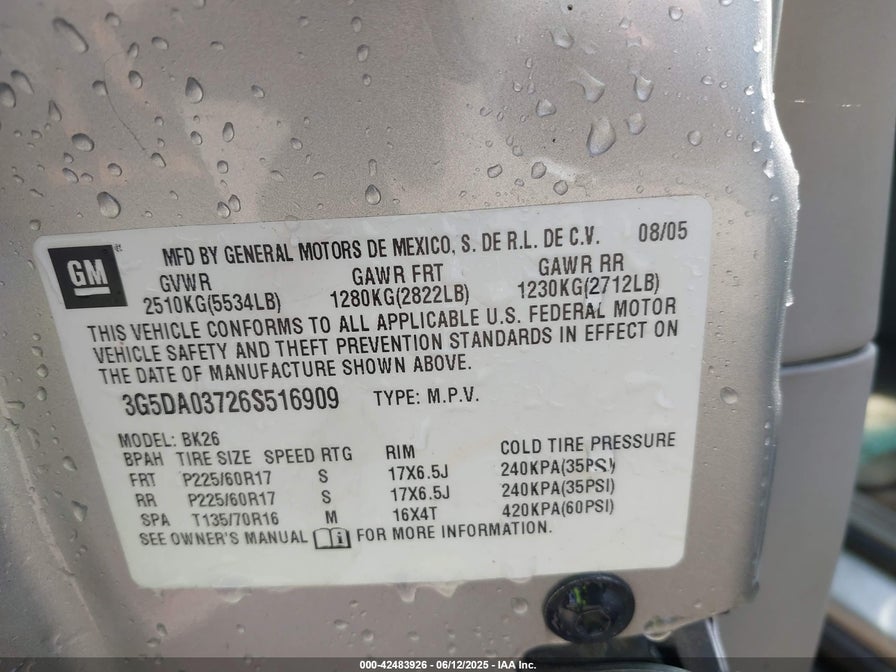 GM
MFD BY GENERAL MOTORS DE MEXICO, S. DE R.L. DE C.V. 08/05
GVWR GAWR FRT GAWR RR
2510KG(5534LB) 1280KG(2822LB) 1230KG(2712LB)
THIS VEHICLE CONFORMS TO ALL APPLICABLE U.S. FEDERAL MOTOR
VEHICLE SAFETY AND THEFT PREVENTION STANDARDS IN EFFECT ON
THE DATE OF MANUFACTURE SHOWN ABOVE.
3G5DA03726S516909 TYPE: M.P.V.
MODEL: BK26
BPAH TIRE SIZE SPEED RTG RIM COLD TIRE PRESSURE
FRT P225/60R17 S 17X6.5J 240KPA(35PSI)
RR P225/60R17 S 17X6.5J 240KPA(35PSI)
SPA T135/70R16 M 16X4T 420KPA(60PSI)
SEE OWNER'S MANUAL FOR MORE INFORMATION.
000-42483926 - 06/12/2025 - IAA Inc.